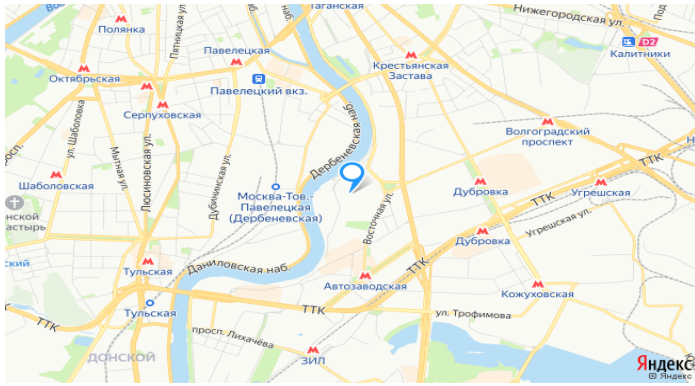 Таганская
Нижегородская ул.
Полянка
Пятницкая ул.
Павелецкая
D2
Калитники
Крестьянская
Застава
Октябрьская
Павелецкий вкз.
Серпуховская
ул. Шаболовка
Мытная ул.
Люсиновская ул.
Дербеневская наб.
Волгоградский
проспект
ТТК
Шаболовская
Дубининская ул.
Москва-Тов.-
Павелецкая
(Дербеневская)
Восточная ул.
Дубровка
ТТК
Угрешская
Угрешская ул.
Дубровка
Тульская
Даниловская наб.
Автозаводская
ТТК
Кожуховская
Тульская
ТТК
ТТК
ул. Трофимова
просп. Лихачёва
ЗИЛ
ДОНСКОЙ
Яндекс
Яндекс